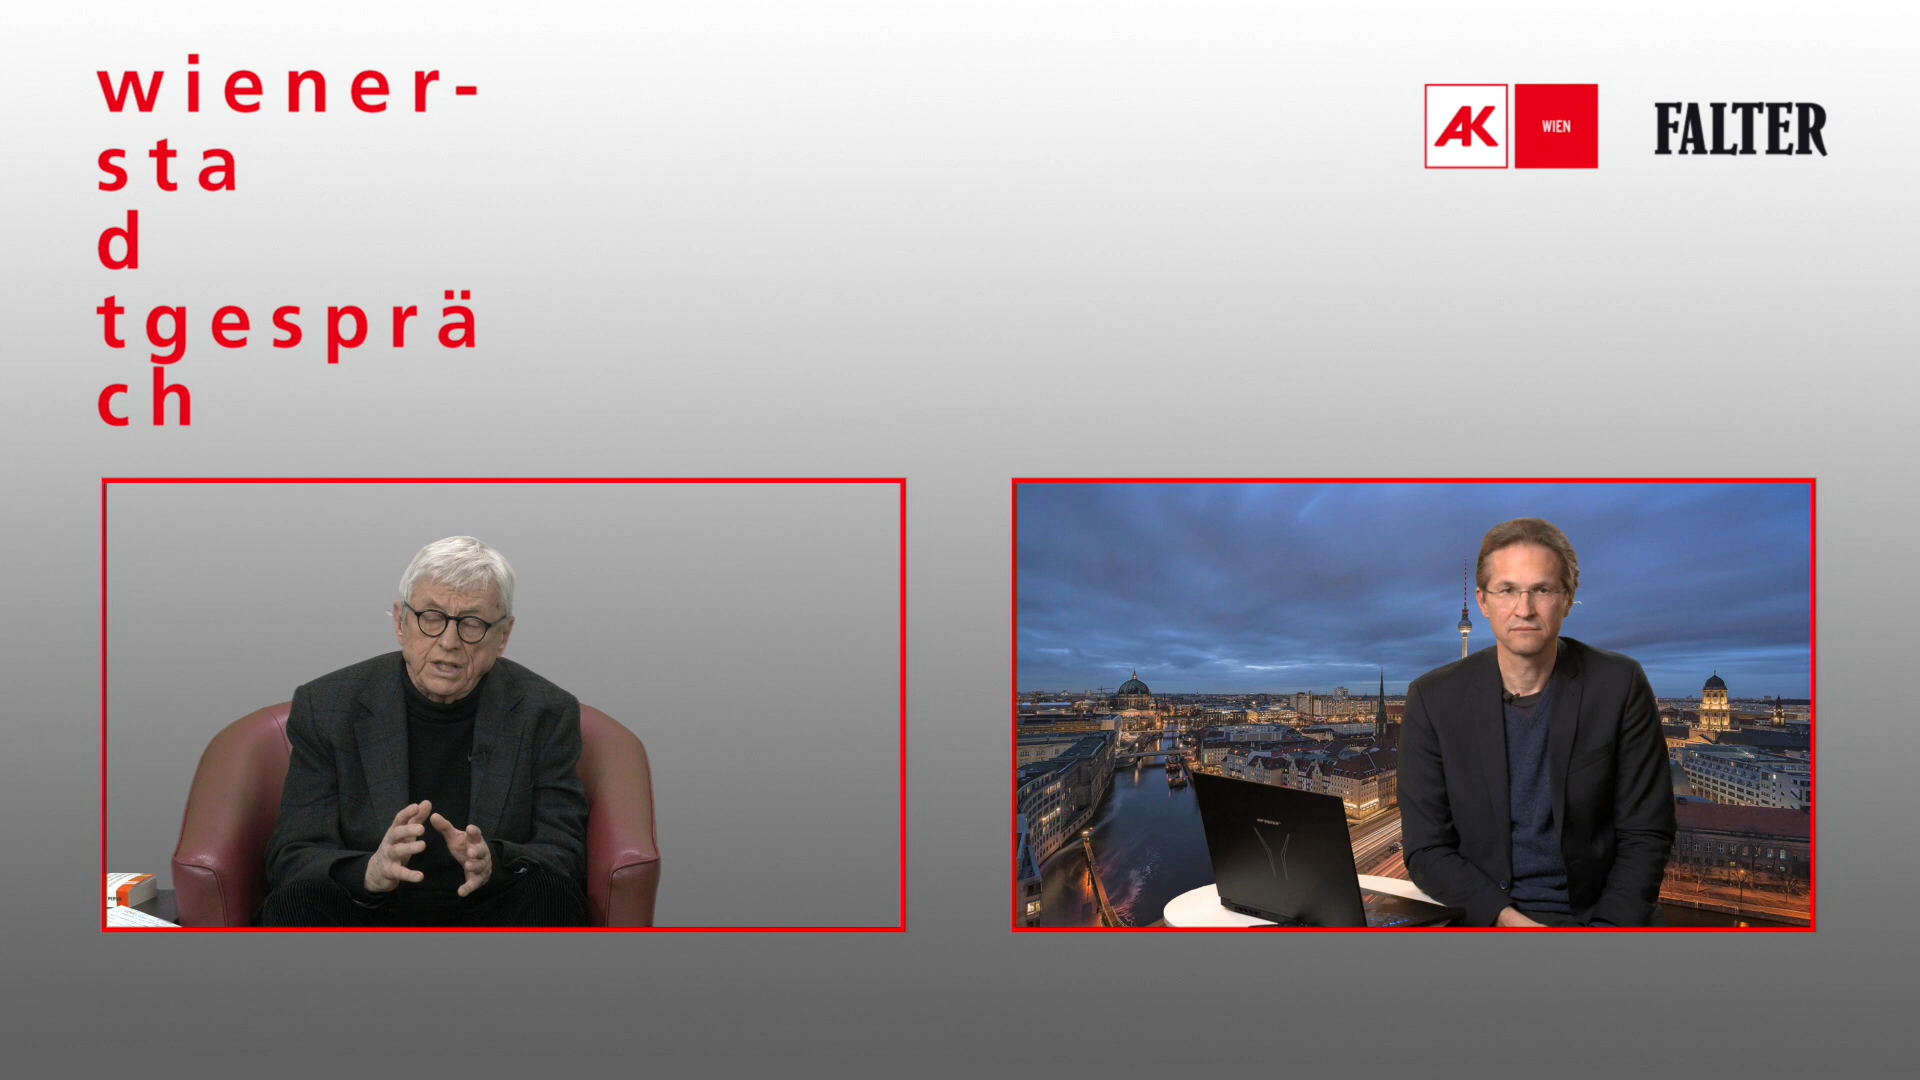 wiener-
sta
d
tgesprä
ch
AK
WIEN
FALTER